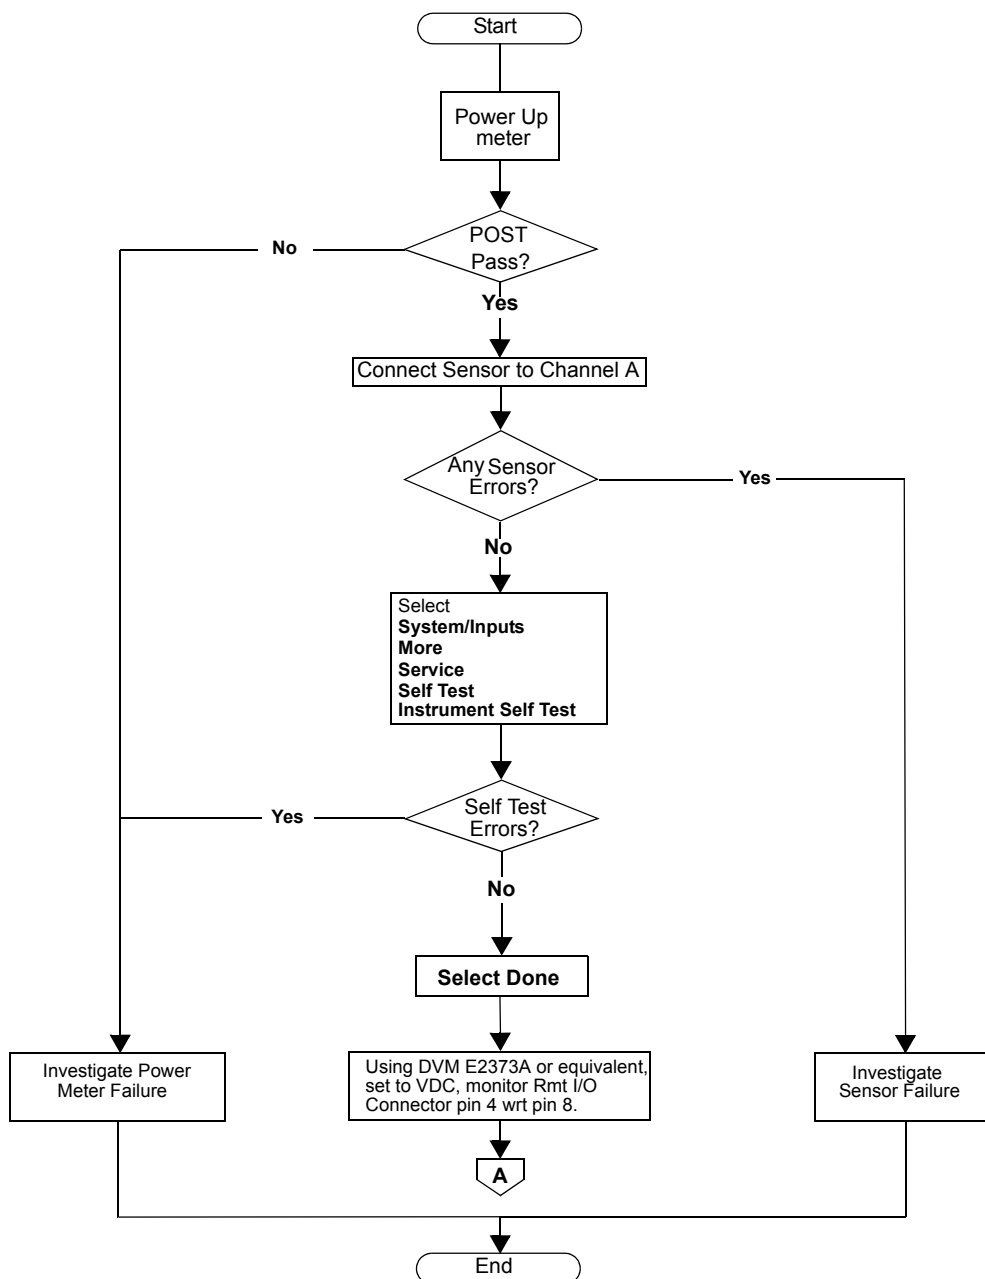 Start
Power Up
meter
POST
Pass?
No
Yes
Connect Sensor to Channel A
Any Sensor
Errors?
Yes
No
Select
System/Inputs
More
Service
Self Test
Instrument Self Test
Self Test
Errors?
Yes
No
Select Done
Investigate Power
Meter Failure
Using DVM E2373A or equivalent,
set to VDC, monitor Rmt I/O
Connector pin 4 wrt pin 8.
Investigate
Sensor Failure
A
End